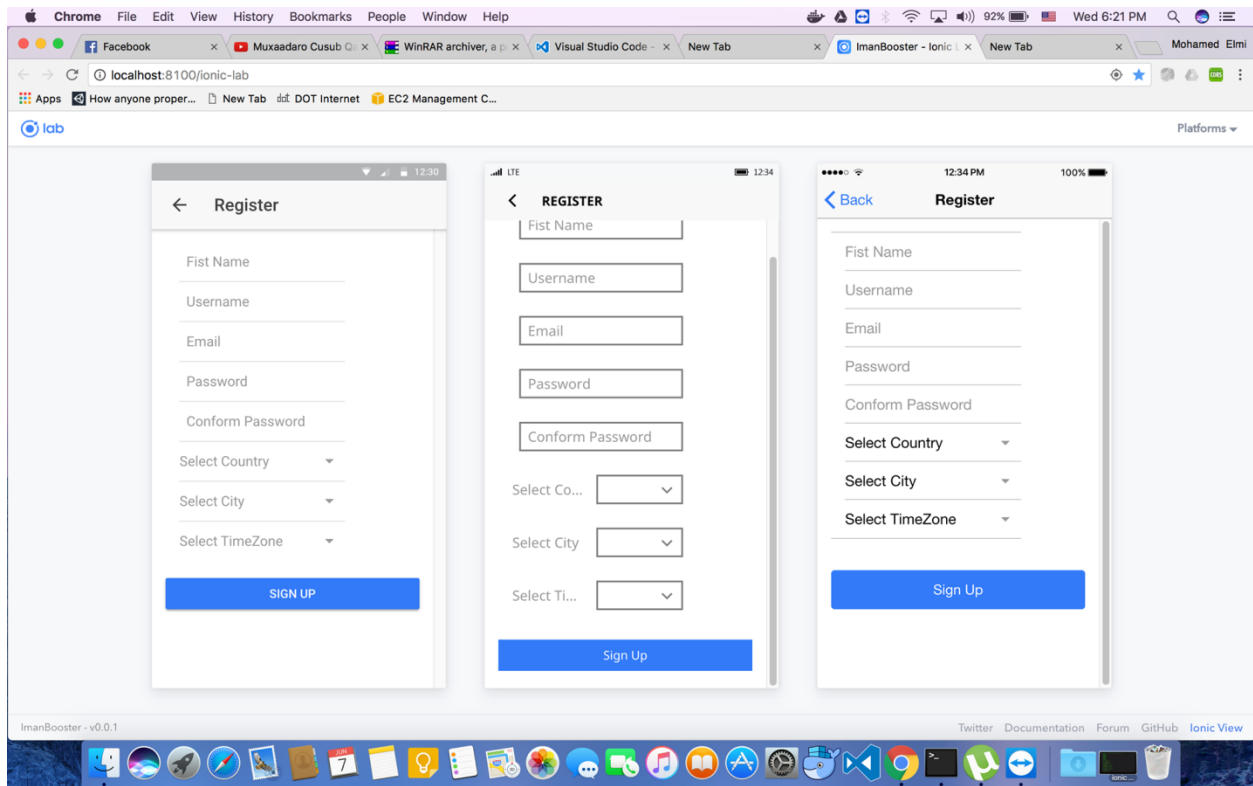 Chrome File Edit View History Bookmarks People Window Help 92% Wed 6:21 PM
Facebook Muxaadaro Cusub Visual Studio Code - New Tab ImanBooster - Ionic New Tab Mohamed Elmi
WinRAR archiver, a
localhost:8100/ionic-lab
Apps How anyone proper... New Tab dot DOT Internet EC2 Management C...
lab Platforms
12:30
Register
Fist Name
Username
Email
Password
Conform Password
Select Country
Select City
Select TimeZone
SIGN UP
LTE 12:34
REGISTER
Fist Name
Username
Email
Password
Conform Password
Select Co...
Select City
Select Ti...
Sign Up
12:34 PM 100%
Back Register
Fist Name
Username
Email
Password
Conform Password
Select Country
Select City
Select TimeZone
Sign Up
ImanBooster - v0.0.1 Twitter Documentation Forum GitHub Ionic View
JUN
7
ionic...